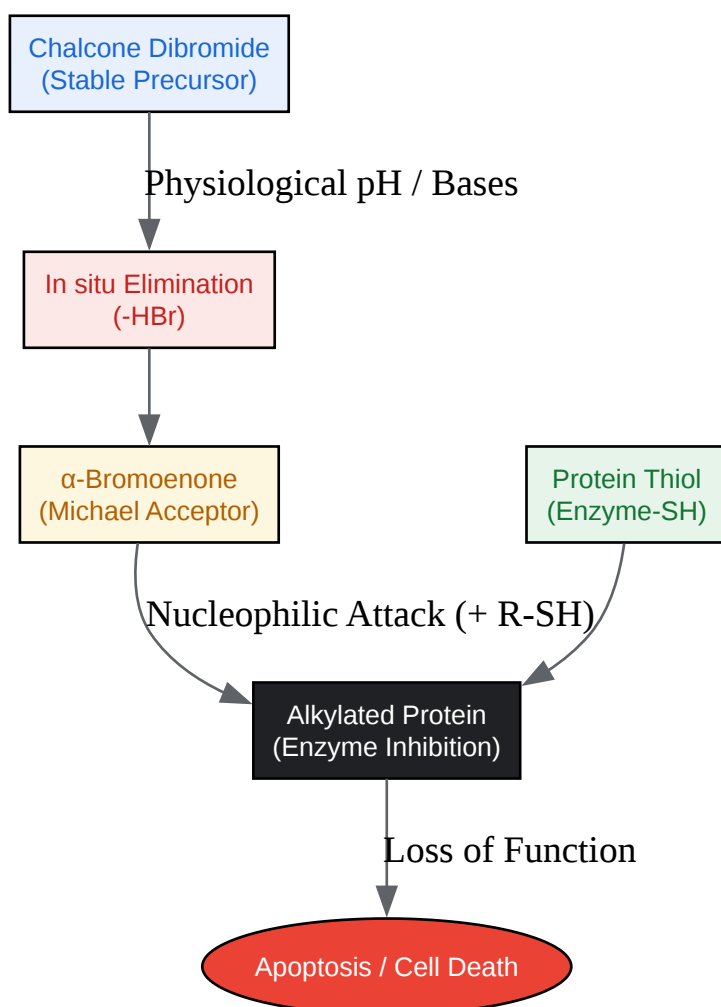 Chalcone Dibromide
(Stable Precursor)
Physiological pH / Bases
In situ Elimination
(-HBr)
α-Bromoenone
(Michael Acceptor)
Protein Thiol
(Enzyme-SH)
Nucleophilic Attack (+ R-SH)
Alkylated Protein
(Enzyme Inhibition)
Loss of Function
Apoptosis / Cell Death